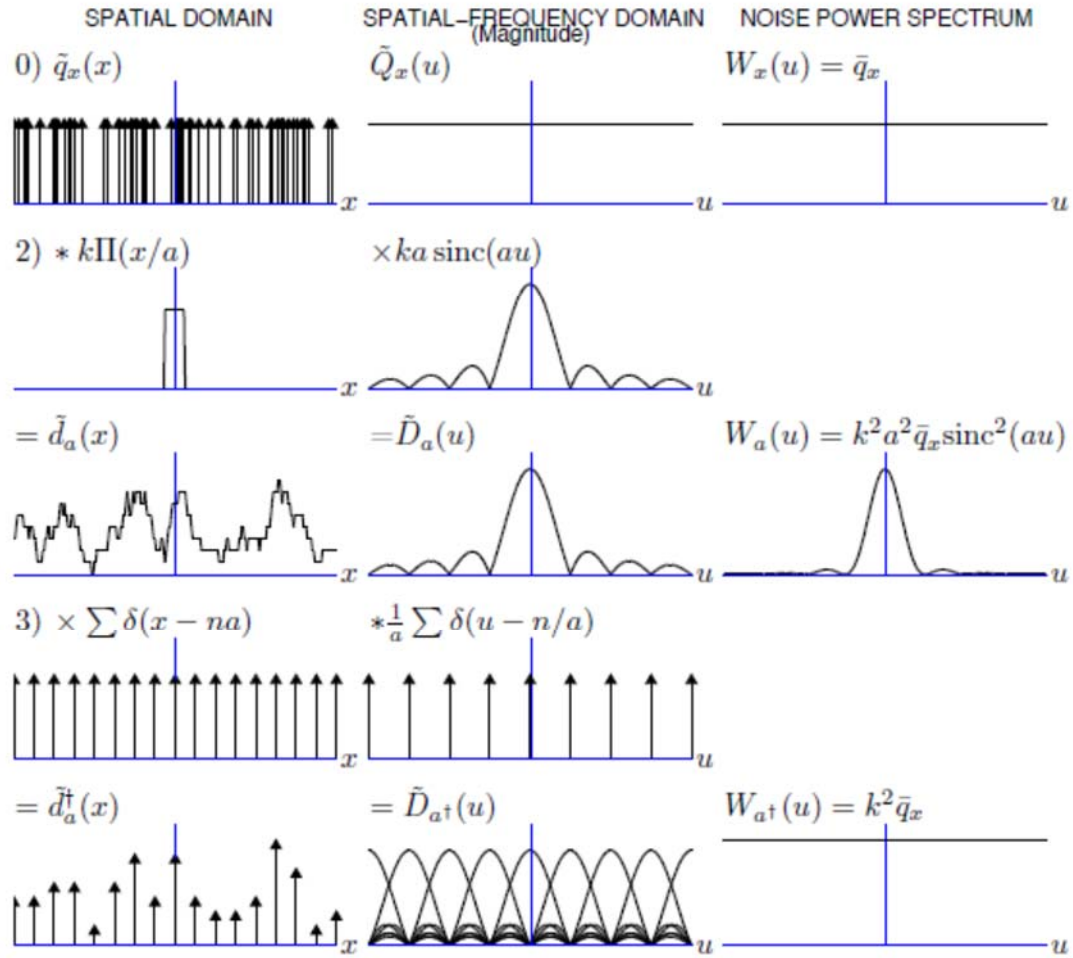 SPATIAL DOMAIN SPATIAL–FREQUENCY DOMAIN NOISE POWER SPECTRUM
(Magnitude)
0) q̃ₓ(x) Q̃ₓ(u) Wₓ(u) = q̄ₓ
x u u
2) ∗ kΠ(x/a) ×ka sinc(au)
x u
= d̃ₐ(x) =D̃ₐ(u) Wₐ(u) = k²a²q̄ₓsinc²(au)
x u u
3) × ∑ δ(x − na) ∗1/a ∑ δ(u − n/a)
x u
= d̃ₐ†(x) = D̃ₐ†(u) Wₐ†(u) = k²q̄ₓ
x u u